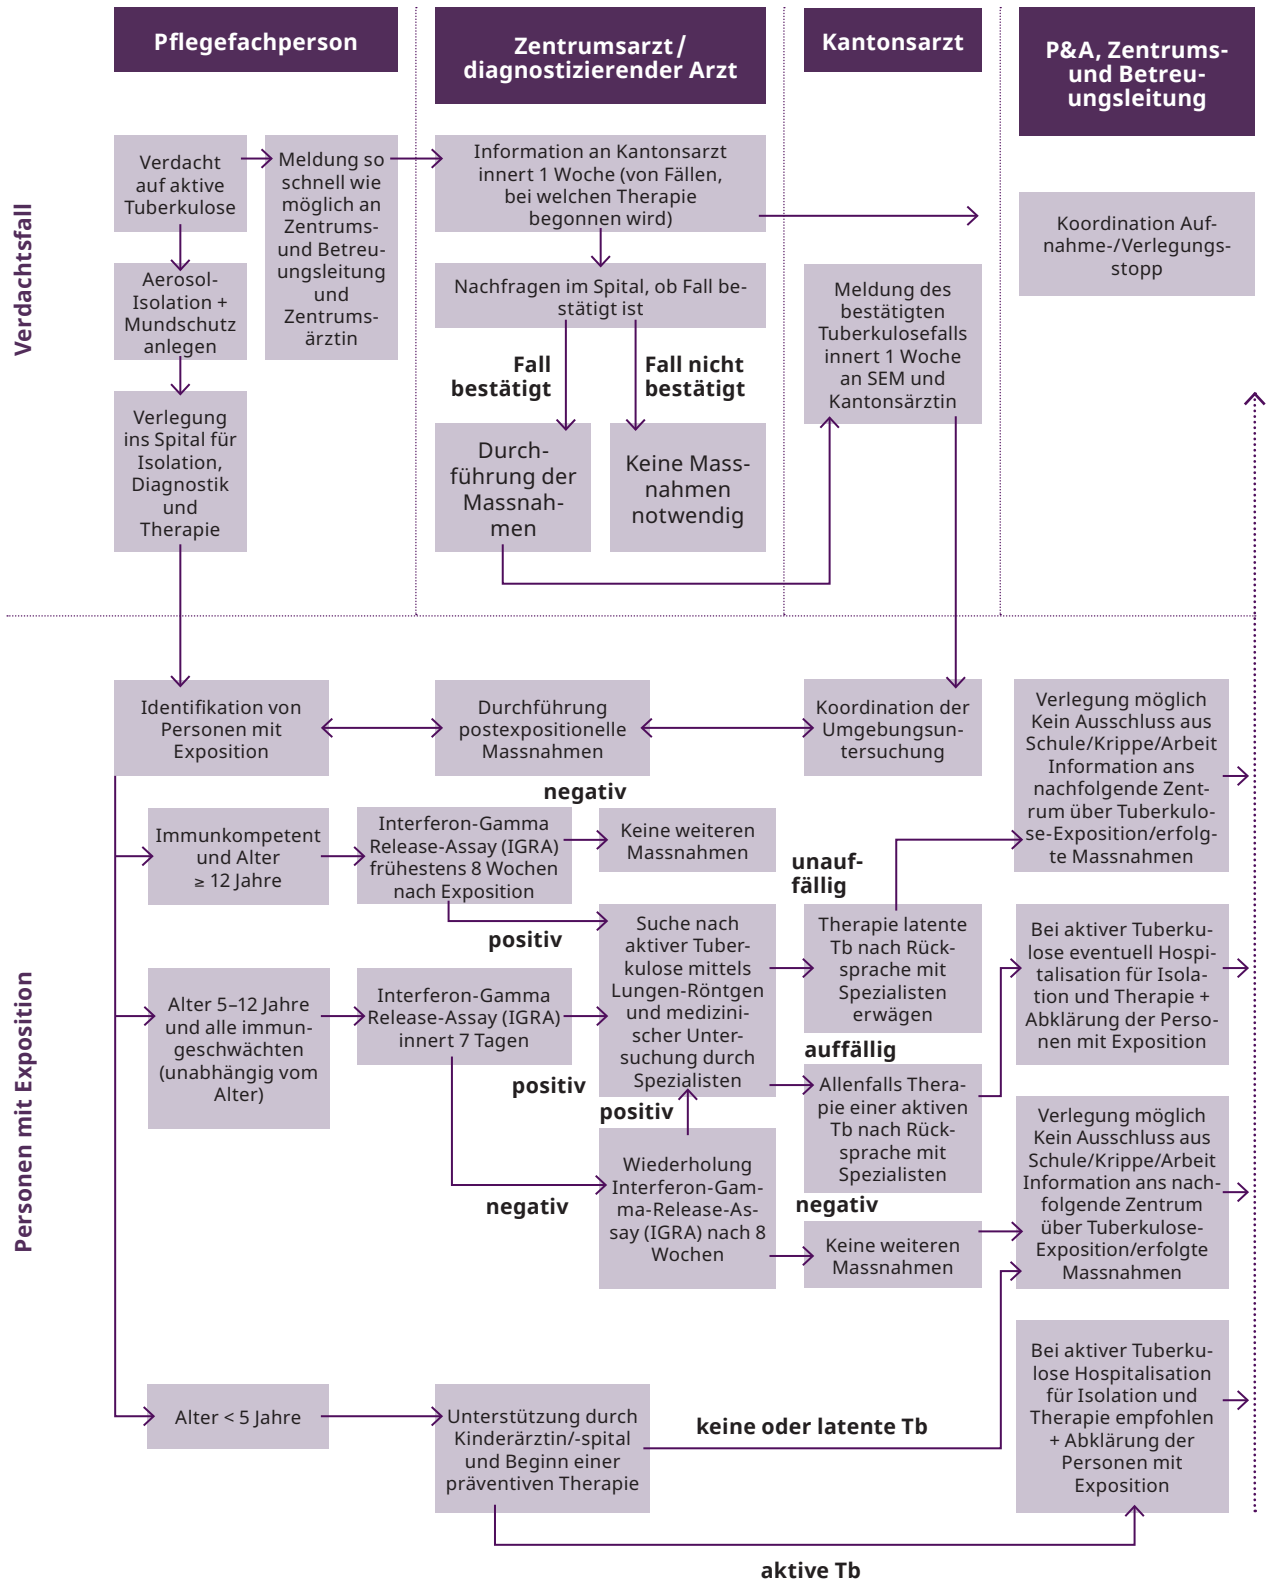 Pflegefachperson
Zentrumsarzt /
diagnostizierender Arzt
Kantonsarzt
P&A, Zentrums-
und Betreu-
ungsleitung
Verdachtsfall
Verdacht
auf aktive
Tuberkulose
Meldung so
schnell wie
möglich an
Zentrums-
und Betreu-
ungsleitung
und
Zentrums-
ärztin
Aerosol-
Isolation +
Mundschutz
anlegen
Verlegung
ins Spital für
Isolation,
Diagnostik
und
Therapie
Information an Kantonsarzt
innert 1 Woche (von Fällen,
bei welchen Therapie
begonnen wird)
Nachfragen im Spital, ob Fall be-
stätigt ist
Fall
bestätigt
Fall nicht
bestätigt
Durch-
führung der
Massnah-
men
Keine Mass-
nahmen
notwendig
Meldung des
bestätigten
Tuberkulosefalls
innert 1 Woche
an SEM und
Kantonsärztin
Koordination Auf-
nahme-/Verlegungs-
stopp
Personen mit Exposition
Identifikation von
Personen mit
Exposition
Durchführung
postexpositionelle
Massnahmen
Koordination der
Umgebungsun-
tersuchung
Verlegung möglich
Kein Ausschluss aus
Schule/Krippe/Arbeit
Information ans
nachfolgende Zent-
rum über Tuberkulo-
se-Exposition/erfolg-
te Massnahmen
Immunkompetent
und Alter
≥ 12 Jahre
Interferon-Gamma
Release-Assay (IGRA)
frühestens 8 Wochen
nach Exposition
negativ
Keine weiteren
Massnahmen
positiv
unauf-
fällig
Suche nach
aktiver Tuber-
kulose mittels
Lungen-Röntgen
und medizini-
scher Unter-
suchung durch
Spezialisten
Therapie latente
Tb nach Rück-
sprache mit
Spezialisten
erwägen
Bei aktiver Tuberku-
lose eventuell Hospi-
talisation für Isola-
tion und Therapie +
Abklärung der Perso-
nen mit Exposition
Alter 5–12 Jahre
und alle immun-
geschwächten
(unabhängig vom
Alter)
Interferon-Gamma
Release-Assay (IGRA)
innert 7 Tagen
positiv
auffällig
Allenfalls Thera-
pie einer aktiven
Tb nach Rück-
sprache mit
Spezialisten
positiv
negativ
Wiederholung
Interferon-Gam-
ma-Release-As-
say (IGRA) nach 8
Wochen
negativ
Keine weiteren
Massnahmen
Verlegung möglich
Kein Ausschluss aus
Schule/Krippe/Arbeit
Information ans nach-
folgende Zentrum
über Tuberkulose-
Exposition/erfolgte
Massnahmen
Alter < 5 Jahre
Unterstützung durch
Kinderärztin/-spital
und Beginn einer
präventiven Therapie
keine oder latente Tb
Bei aktiver Tuberku-
lose Hospitalisation
für Isolation und
Therapie empfohlen
+ Abklärung der
Personen mit
Exposition
aktive Tb